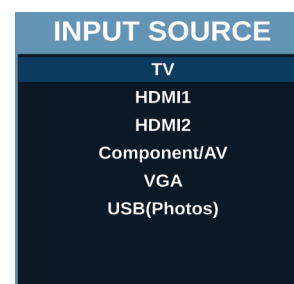 INPUT SOURCE
TV
HDMI1
HDMI2
Component/AV
VGA
USB(Photos)